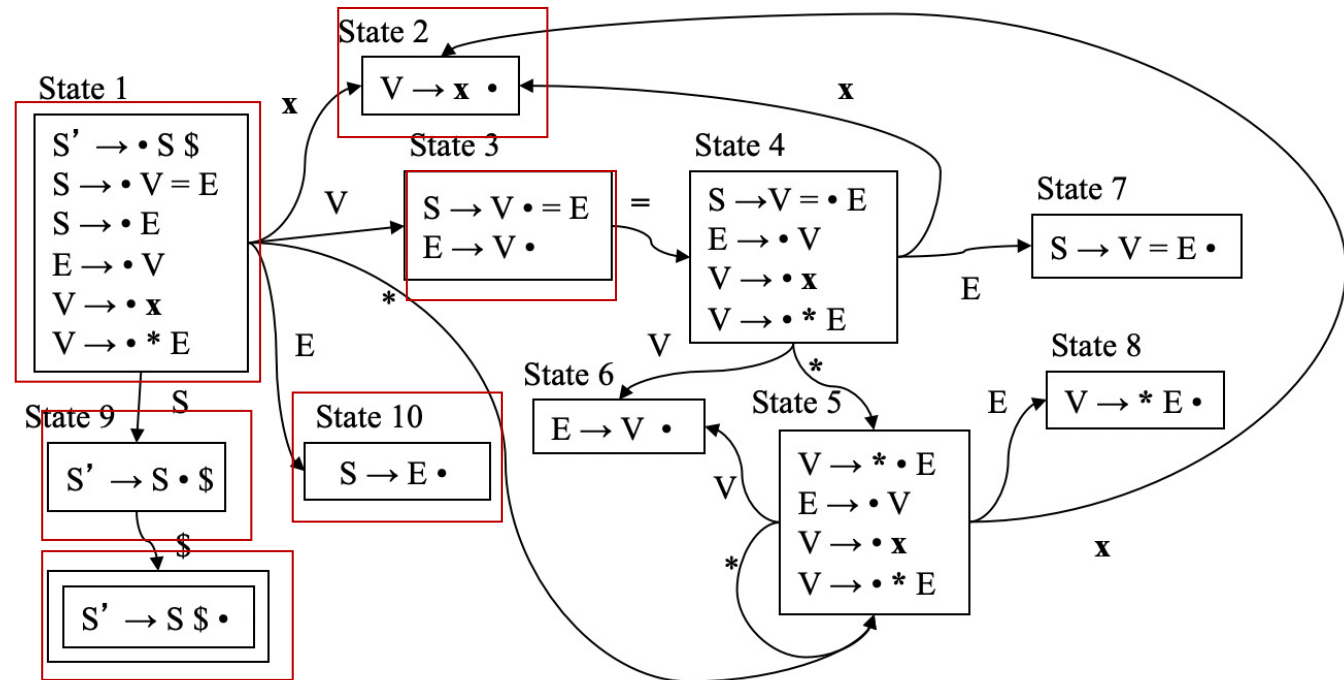 State 1
S’ → • S $
S → • V = E
S → • E
E → • V
V → • x
V → • * E
x
State 2
V → x •
V
State 3
S → V • = E
E → V •
=
State 4
S →V = • E
E → • V
V → • x
V → • * E
x
E
State 7
S → V = E •
*
E
V
*
State 6
E → V •
State 5
V → * • E
E → • V
V → • x
V → • * E
V
*
E
State 8
V → * E •
x
S
State 9
S’ → S • $
$
S’ → S $ •
State 10
S → E •